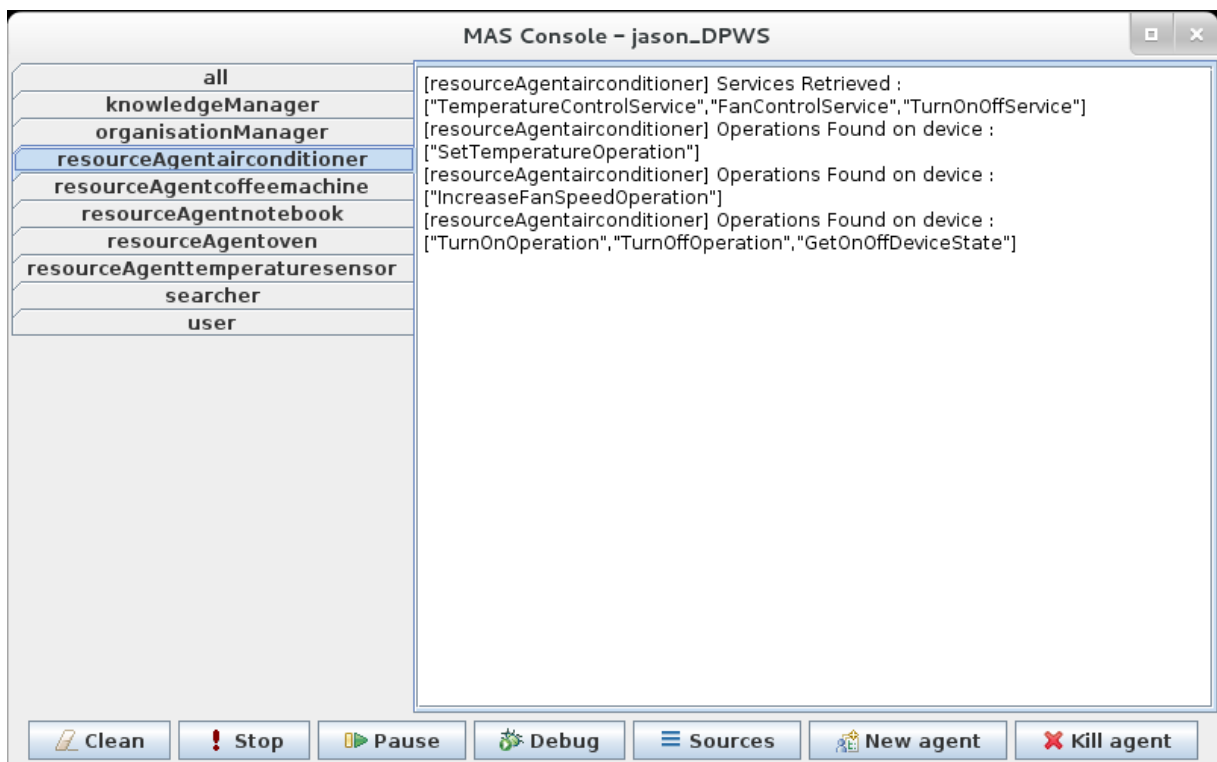 MAS Console – jason_DPWS
all
knowledgeManager
organisationManager
resourceAgentairconditioner
resourceAgentcoffeemachine
resourceAgentnotebook
resourceAgentoven
resourceAgenttemperaturesensor
searcher
user
[resourceAgentairconditioner] Services Retrieved :
["TemperatureControlService","FanControlService","TurnOnOffService"]
[resourceAgentairconditioner] Operations Found on device :
["SetTemperatureOperation"]
[resourceAgentairconditioner] Operations Found on device :
["IncreaseFanSpeedOperation"]
[resourceAgentairconditioner] Operations Found on device :
["TurnOnOperation","TurnOffOperation","GetOnOffDeviceState"]
Clean Stop Pause Debug Sources New agent Kill agent